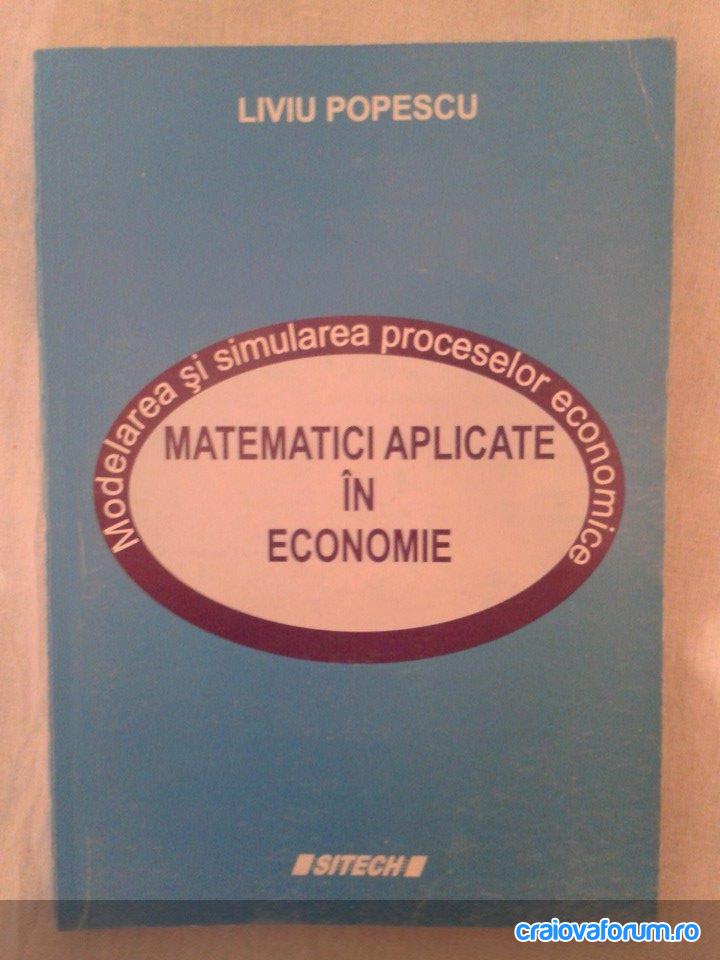 LIVIU POPESCU
Modelarea şi simularea proceselor economice
MATEMATICI APLICATE
ÎN
ECONOMIE
SITECH
craiovaforum.ro